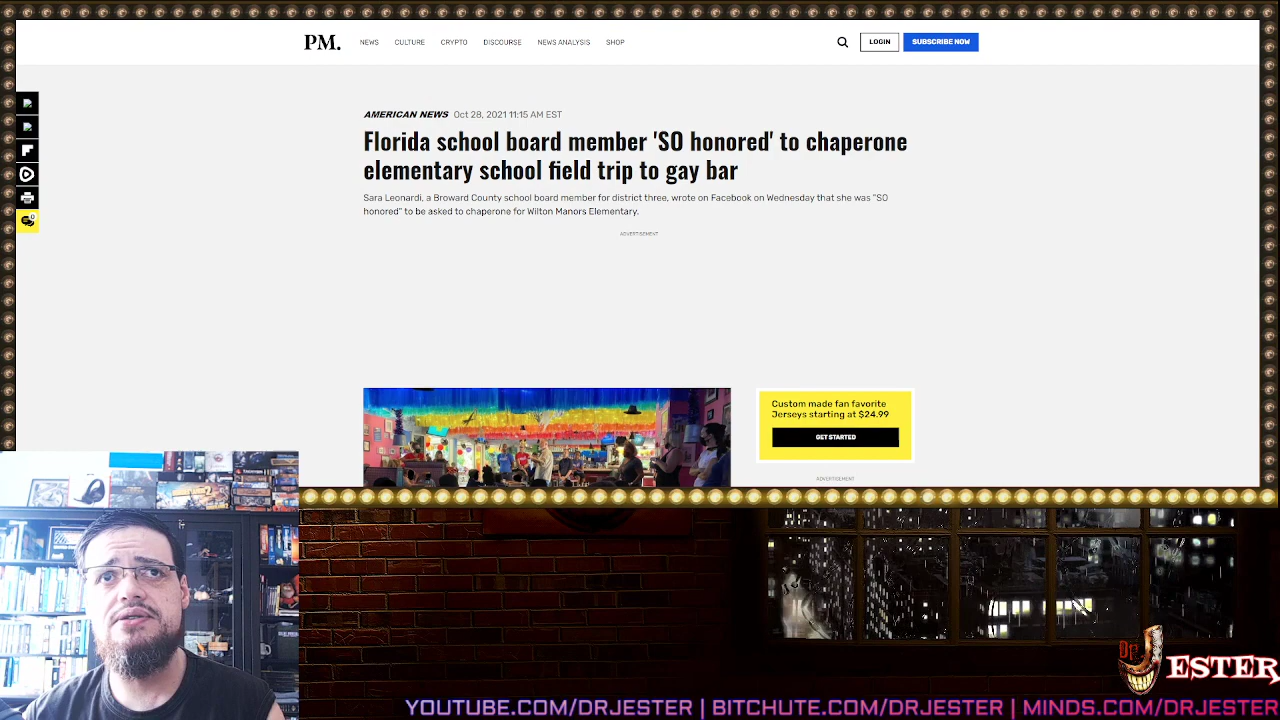 PM.
NEWS
CULTURE
CRYPTO
DISCOURSE
NEWS ANALYSIS
SHOP
LOGIN
SUBSCRIBE NOW
AMERICAN NEWS Oct 28, 2021 11:15 AM EST
Florida school board member 'SO honored' to chaperone
elementary school field trip to gay bar
Sara Leonardi, a Broward County school board member for district three, wrote on Facebook on Wednesday that she was "SO
honored" to be asked to chaperone for Wilton Manors Elementary.
ADVERTISEMENT
0
Custom made fan favorite
Jerseys starting at $24.99
GET STARTED
ADVERTISEMENT
Dr
JESTER
YOUTUBE.COM/DRJESTER | BITCHUTE.COM/DRJESTER | MINDS.COM/DRJESTER